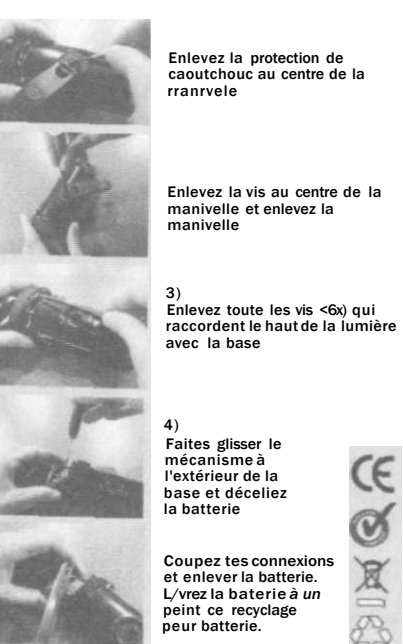 Enlevez la protection de
caoutchouc au centre de la
rranrvele
Enlevez la vis au centre de la
manivelle et enlevez la
manivelle
3)
Enlevez toute les vis <6x) qui
raccordent le haut de la lumière
avec la base
4)
Faites glisser le
mécanisme à
l'extérieur de la
base et déceliez
la batterie
Coupez tes connexions
et enlever la batterie.
L/vrez la baterie à un
peint ce recyclage
peur batterie.
CE